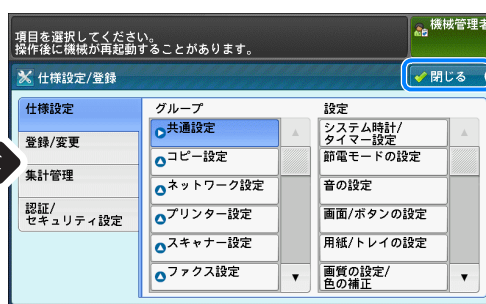 項目を選択してください。
操作後に機械が再起動することがあります。
機械管理者
仕様設定/登録
閉じる
仕様設定
登録/変更
集計管理
認証/
セキュリティ設定
グループ
共通設定
コピー設定
ネットワーク設定
プリンター設定
スキャナー設定
ファクス設定
設定
システム時計/
タイマー設定
節電モードの設定
音の設定
画面/ボタンの設定
用紙/トレイの設定
画質の設定/
色の補正